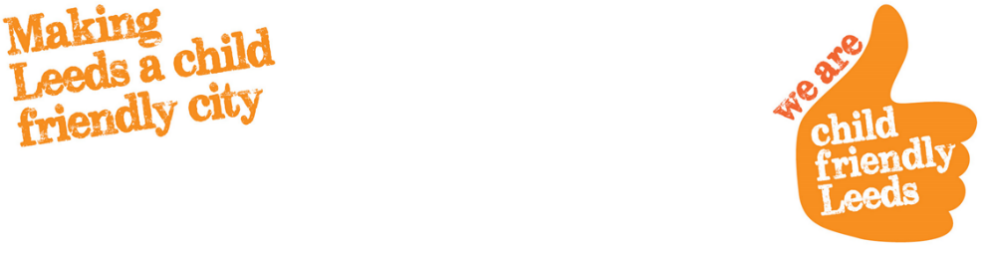 Making
Leeds a child
friendly city
we are
child
friendly
Leeds